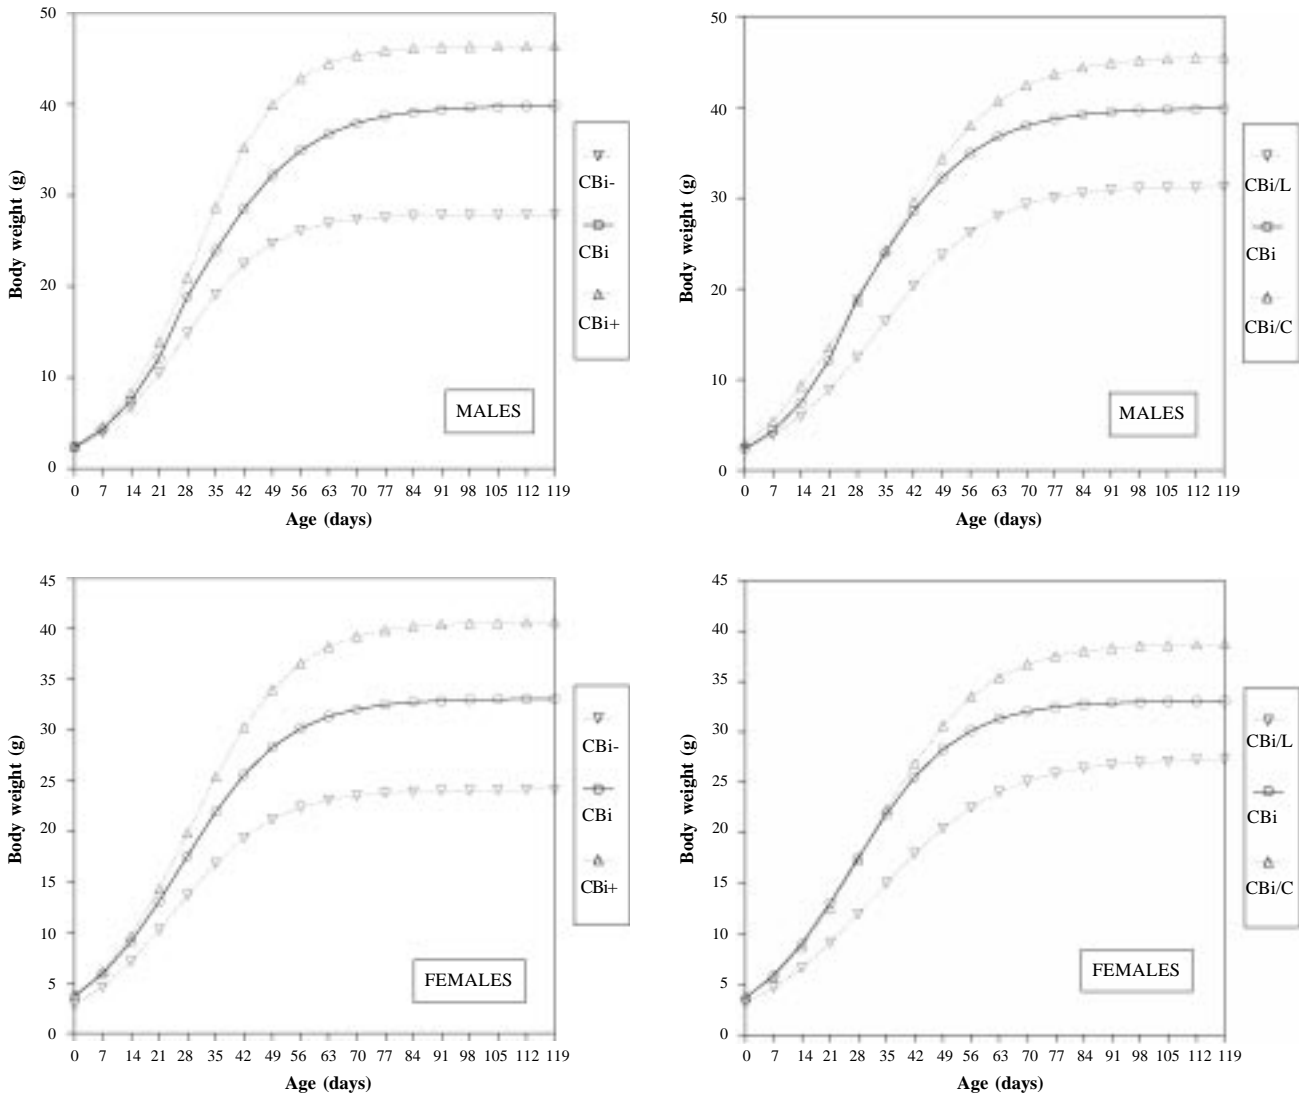 50
40
30
20
10
0
Body weight (g)
0 7 14 21 28 35 42 49 56 63 70 77 84 91 98 105 112 119
Age (days)
MALES
CBi-
CBi
CBi+
50
40
30
20
10
0
Body weight (g)
0 7 14 21 28 35 42 49 56 63 70 77 84 91 98 105 112 119
Age (days)
MALES
CBi/L
CBi
CBi/C
45
40
35
30
25
20
15
10
5
0
Body weight (g)
0 7 14 21 28 35 42 49 56 63 70 77 84 91 98 105 112 119
Age (days)
FEMALES
CBi-
CBi
CBi+
45
40
35
30
25
20
15
10
5
0
Body weight (g)
0 7 14 21 28 35 42 49 56 63 70 77 84 91 98 105 112 119
Age (days)
FEMALES
CBi/L
CBi
CBi/C